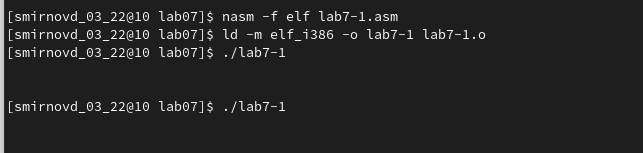 [smirnovd_03_22@10 lab07]$ nasm -f elf lab7-1.asm
[smirnovd_03_22@10 lab07]$ ld -m elf_i386 -o lab7-1 lab7-1.o
[smirnovd_03_22@10 lab07]$ ./lab7-1
[smirnovd_03_22@10 lab07]$ ./lab7-1